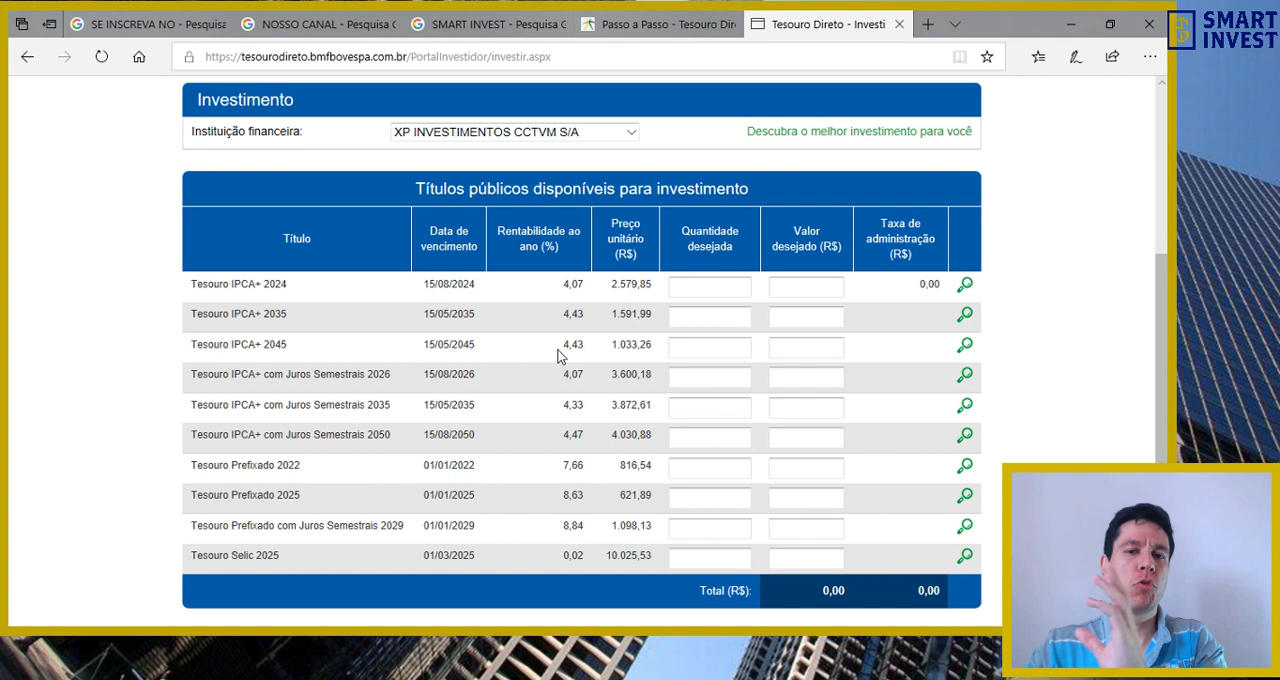 SE INSCREVA NO - Pesquisa
NOSSO CANAL - Pesquisa G
SMART INVEST - Pesquisa G
Passo a Passo - Tesouro Dir
Tesouro Direto - Investi
SMART
INVEST
https://tesourodireto.bmfbovespa.com.br/PortalInvestidor/investir.aspx
Investimento
Instituição financeira:
XP INVESTIMENTOS CCTVM S/A
Descubra o melhor investimento para você
Títulos públicos disponíveis para investimento
Título
Data de
vencimento
Rentabilidade ao
ano (%)
Preço
unitário
(R$)
Quantidade
desejada
Valor
desejado (R$)
Taxa de
administração
(R$)
Tesouro IPCA+ 2024 15/08/2024 4,07 2.579,85 0,00
Tesouro IPCA+ 2035 15/05/2035 4,43 1.591,99
Tesouro IPCA+ 2045 15/05/2045 4,43 1.033,26
Tesouro IPCA+ com Juros Semestrais 2026 15/08/2026 4,07 3.600,18
Tesouro IPCA+ com Juros Semestrais 2035 15/05/2035 4,33 3.872,61
Tesouro IPCA+ com Juros Semestrais 2050 15/08/2050 4,47 4.030,88
Tesouro Prefixado 2022 01/01/2022 7,66 816,54
Tesouro Prefixado 2025 01/01/2025 8,63 621,89
Tesouro Prefixado com Juros Semestrais 2029 01/01/2029 8,84 1.098,13
Tesouro Selic 2025 01/03/2025 0,02 10.025,53
Total (R$): 0,00 0,00